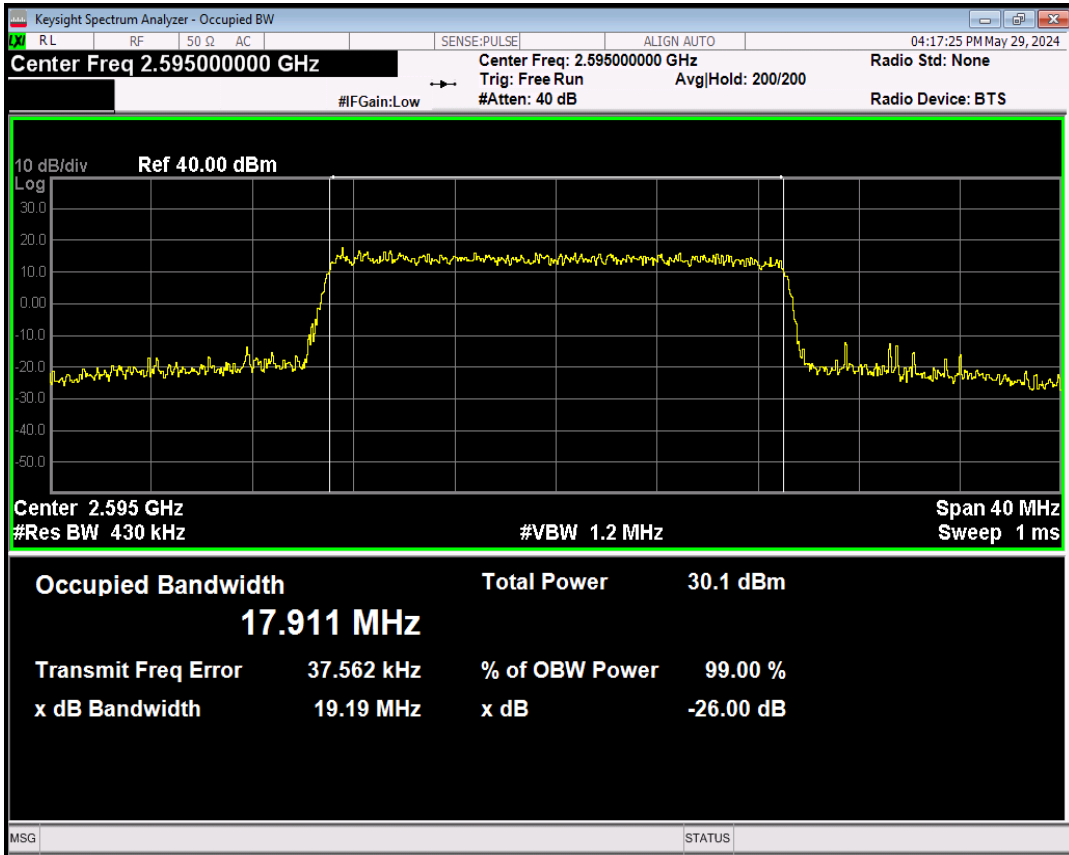 Keysight Spectrum Analyzer - Occupied BW
LXI RL RF 50 Ω AC SENSE:PULSE ALIGN AUTO 04:17:25 PM May 29, 2024
Center Freq 2.595000000 GHz Center Freq: 2.595000000 GHz Radio Std: None
Trig: Free Run Avg|Hold: 200/200
#IFGain:Low #Atten: 40 dB Radio Device: BTS
10 dB/div Ref 40.00 dBm
Log
30.0
20.0
10.0
0.00
-10.0
-20.0
-30.0
-40.0
-50.0
Center 2.595 GHz Span 40 MHz
#Res BW 430 kHz #VBW 1.2 MHz Sweep 1 ms
Occupied Bandwidth Total Power 30.1 dBm
17.911 MHz
Transmit Freq Error 37.562 kHz % of OBW Power 99.00 %
x dB Bandwidth 19.19 MHz x dB -26.00 dB
MSG STATUS